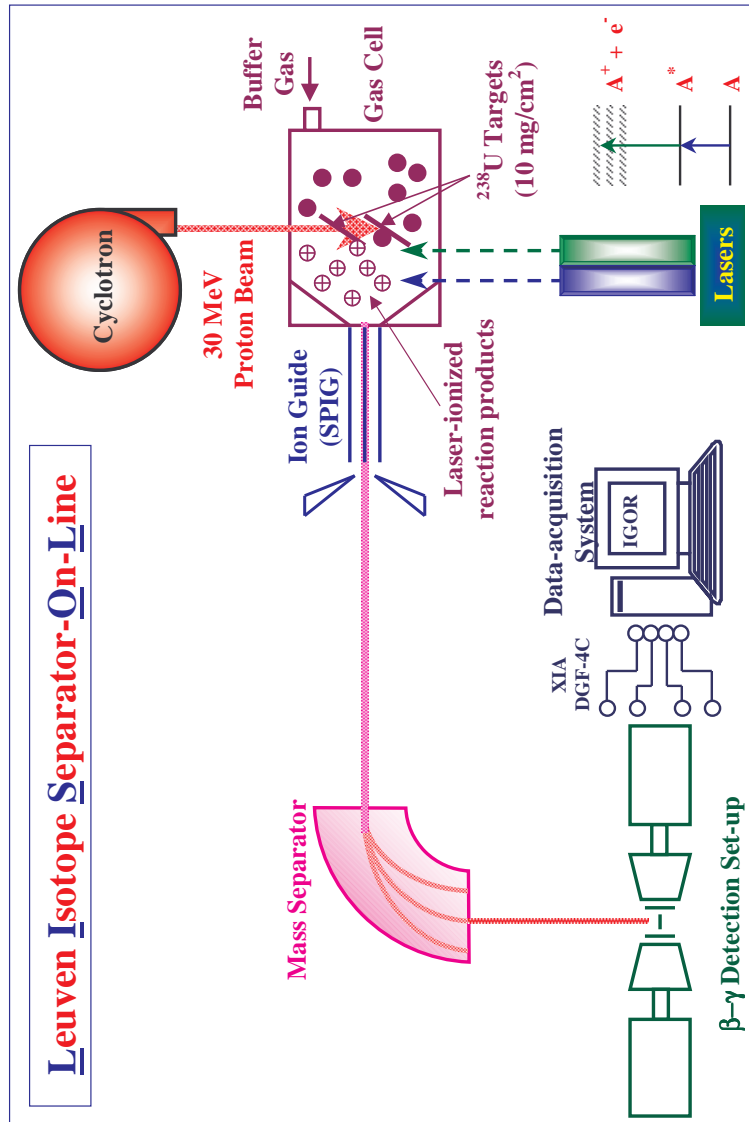 Leuven Isotope Separator-On-Line
Cyclotron
30 MeV
Proton Beam
Buffer
Gas
Gas Cell
²³⁸U Targets
(10 mg/cm²)
Ion Guide
(SPIG)
Laser-ionized
reaction products
A⁺ + e⁻
A*
A
Lasers
Mass Separator
Data-acquisition
System
IGOR
XIA
DGF-4C
β–γ Detection Set-up